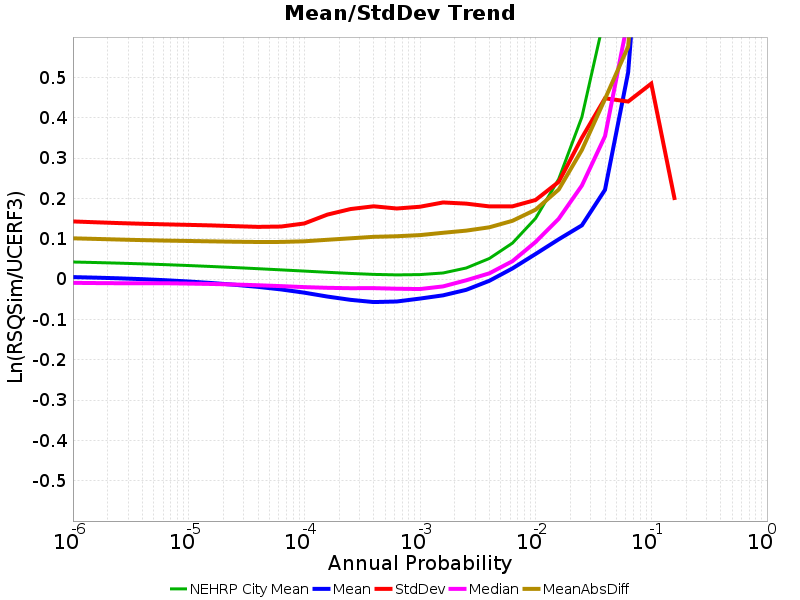 Mean/StdDev Trend
Ln(RSQSim/UCERF3)
0.5
0.4
0.3
0.2
0.1
0
-0.1
-0.2
-0.3
-0.4
-0.5
10^-6 10^-5 10^-4 10^-3 10^-2 10^-1 10^0
Annual Probability
NEHRP City Mean Mean StdDev Median MeanAbsDiff